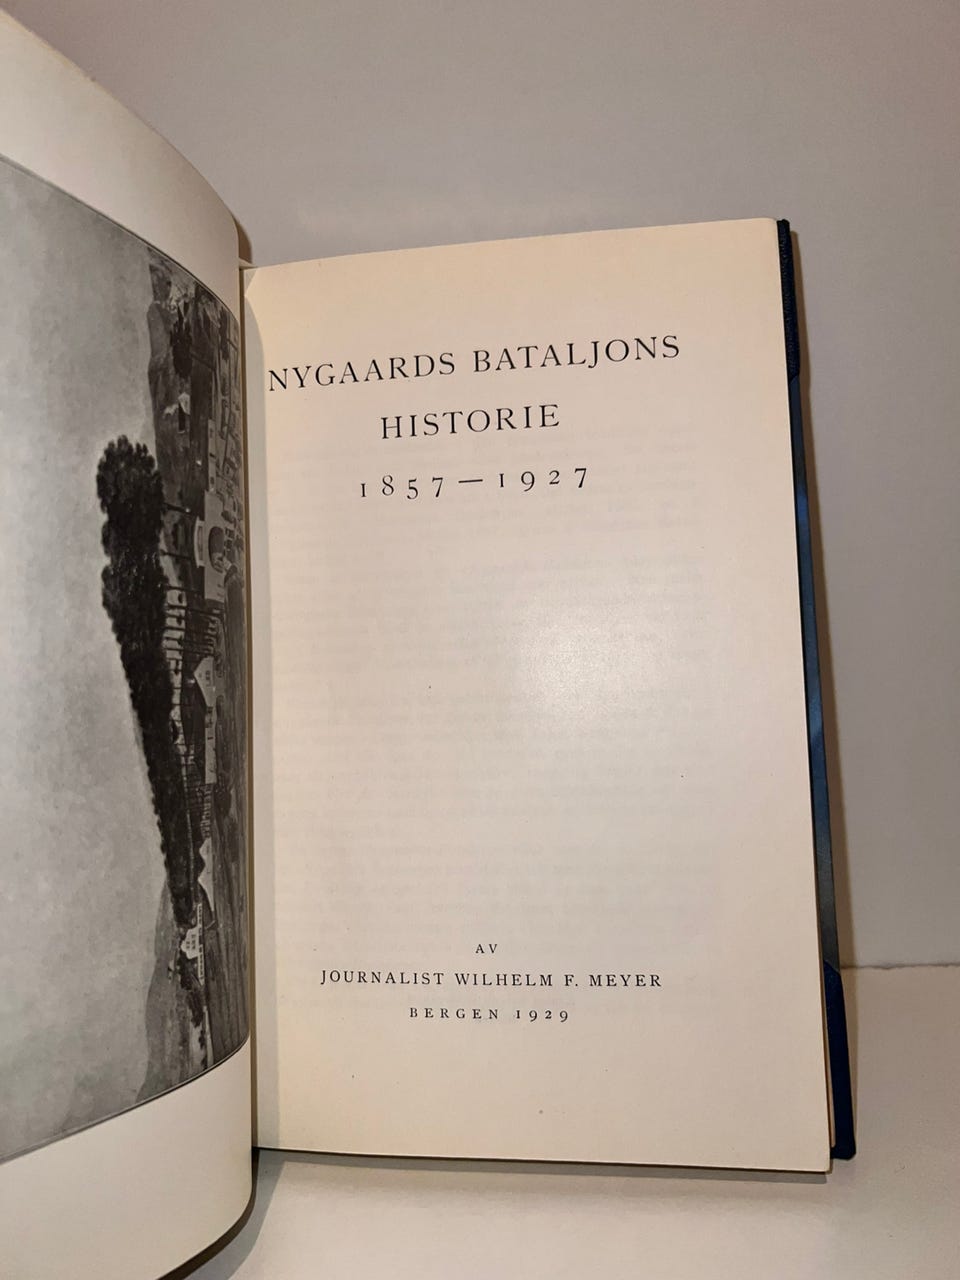 NYGAARDS BATALJONS
HISTORIE
1857—1927
AV
JOURNALIST WILHELM F. MEYER
BERGEN 1929